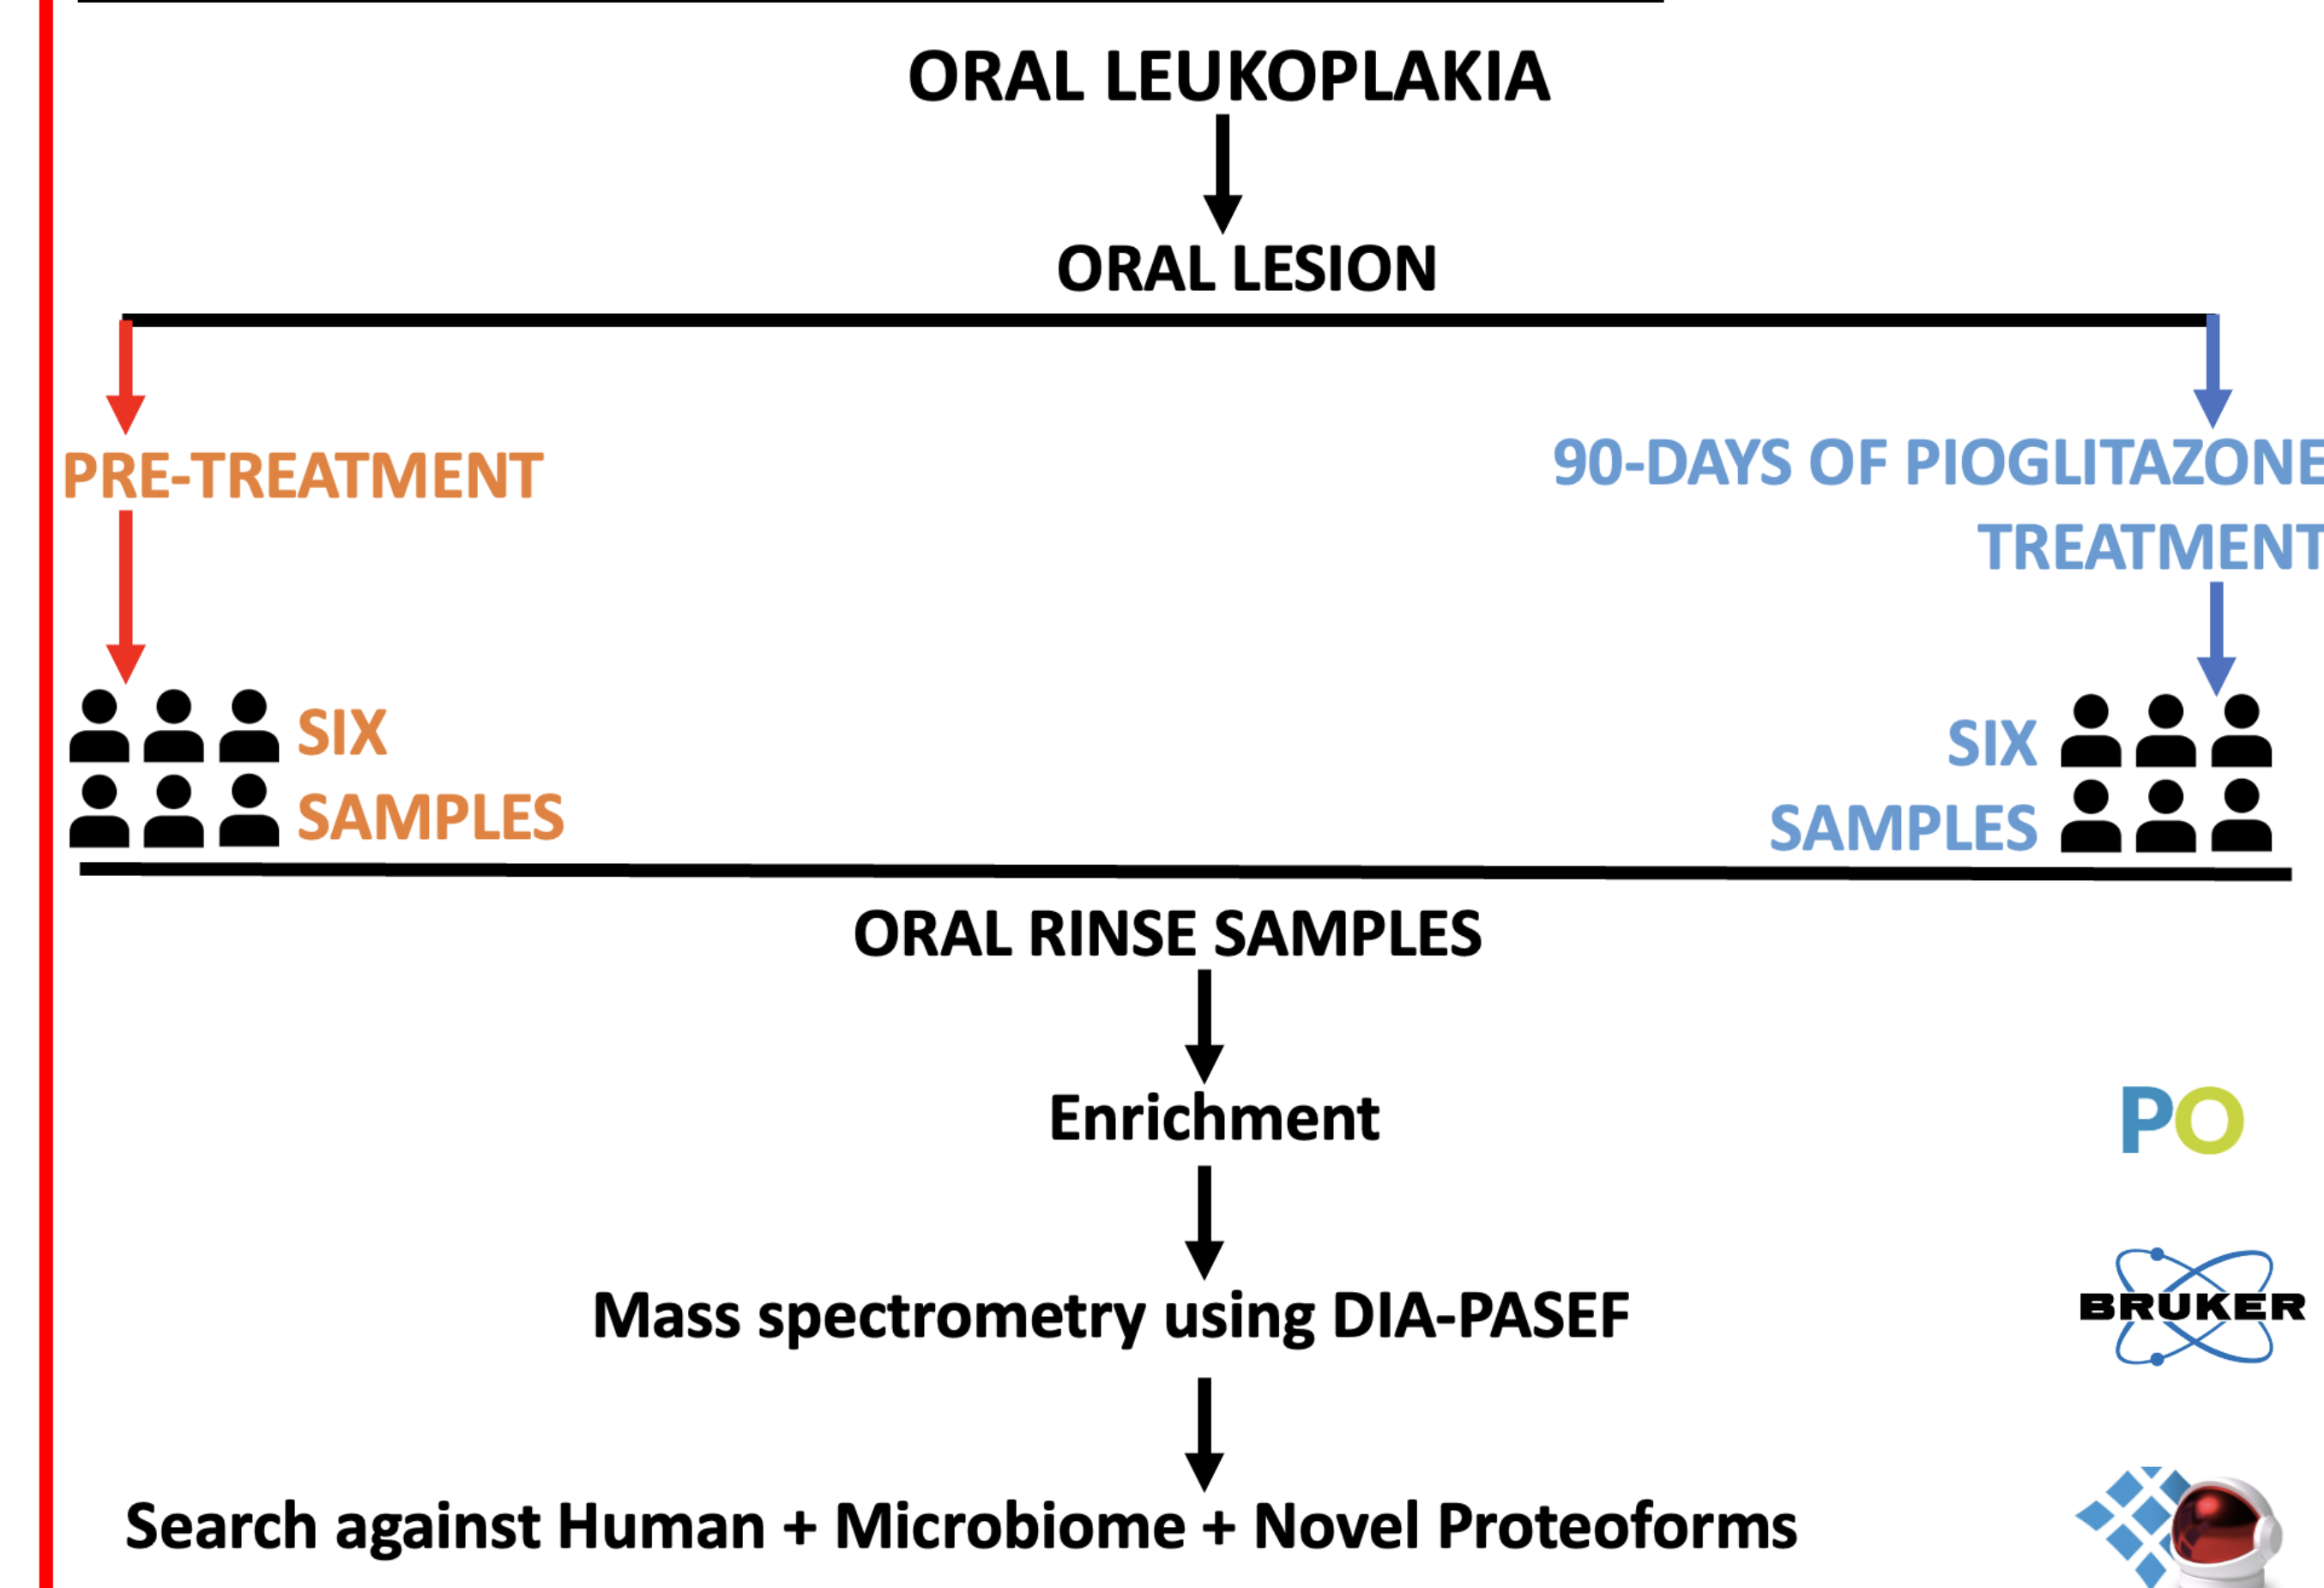 ORAL LEUKOPLAKIA
ORAL LESION
PRE-TREATMENT
90-DAYS OF PIOGLITAZONE
TREATMENT
SIX
SAMPLES
SIX
SAMPLES
ORAL RINSE SAMPLES
Enrichment
PO
Mass spectrometry using DIA-PASEF
BRUKER
Search against Human + Microbiome + Novel Proteoforms